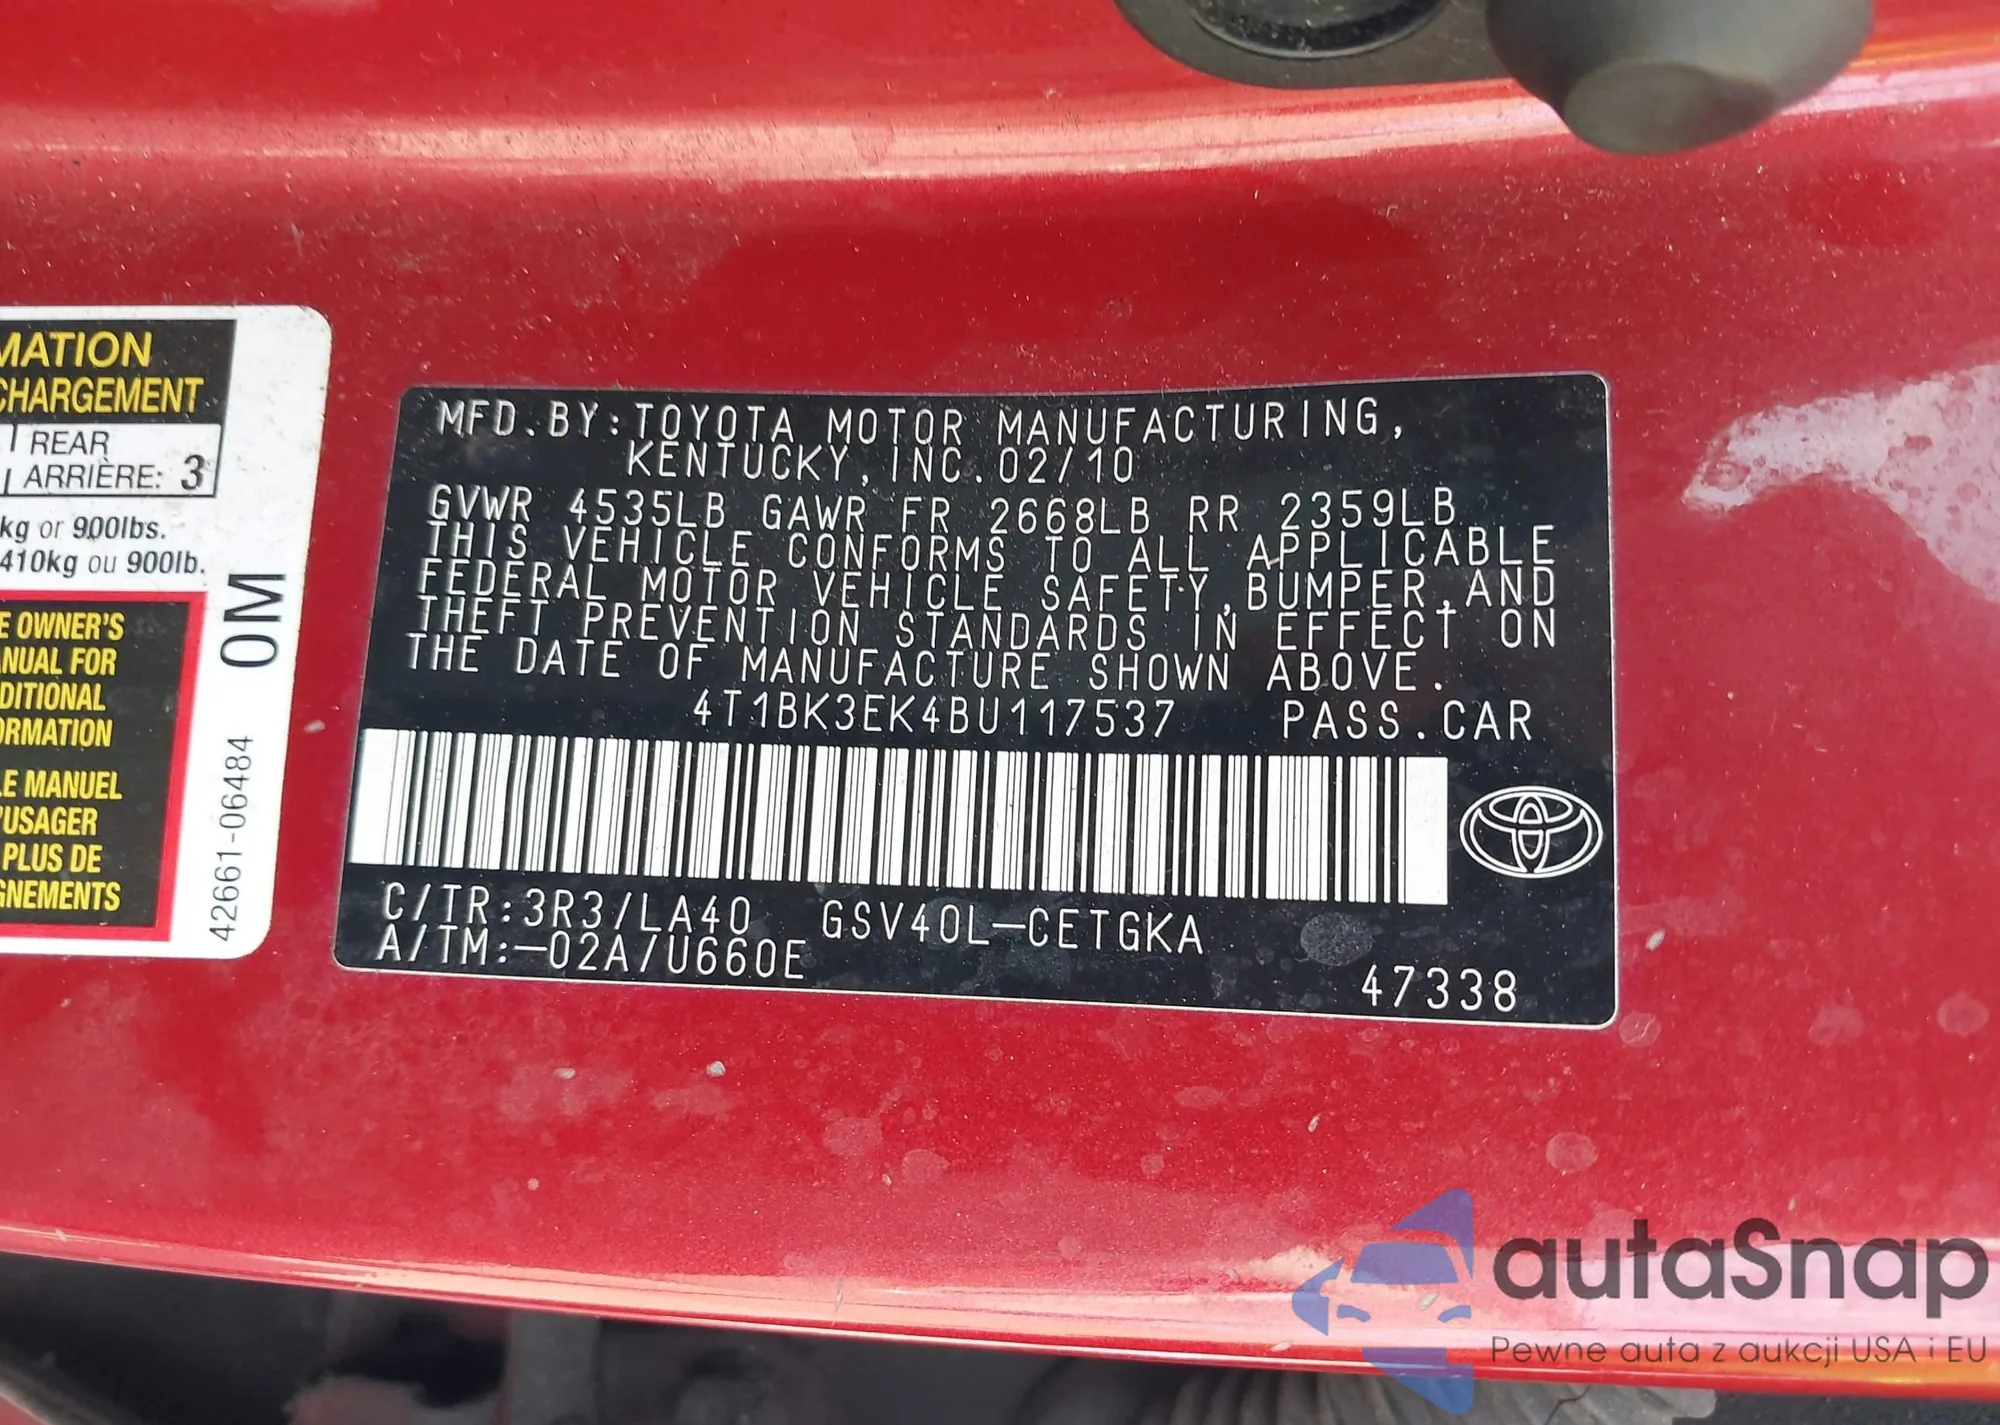 MATION
CHARGEMENT
REAR
ARRIÈRE: 3
kg or 900lbs.
410kg ou 900lb.
E OWNER'S
ANUAL FOR
DITIONAL
ORMATION
LE MANUEL
'USAGER
PLUS DE
GNEMENTS
0M
42661-06484
MFD.BY:TOYOTA MOTOR MANUFACTURING,
KENTUCKY,INC.02/10
GVWR 4535LB GAWR FR 2668LB RR 2359LB
THIS VEHICLE CONFORMS TO ALL APPLICABLE
FEDERAL MOTOR VEHICLE SAFETY,BUMPER,AND
THEFT PREVENTION STANDARDS IN EFFECT ON
THE DATE OF MANUFACTURE SHOWN ABOVE.
4T1BK3EK4BU117537 PASS.CAR
C/TR:3R3/LA40 GSV40L-CETGKA
A/TM:-02A/U660E
47338
autaSnap
Pewne auta z aukcji USA i EU